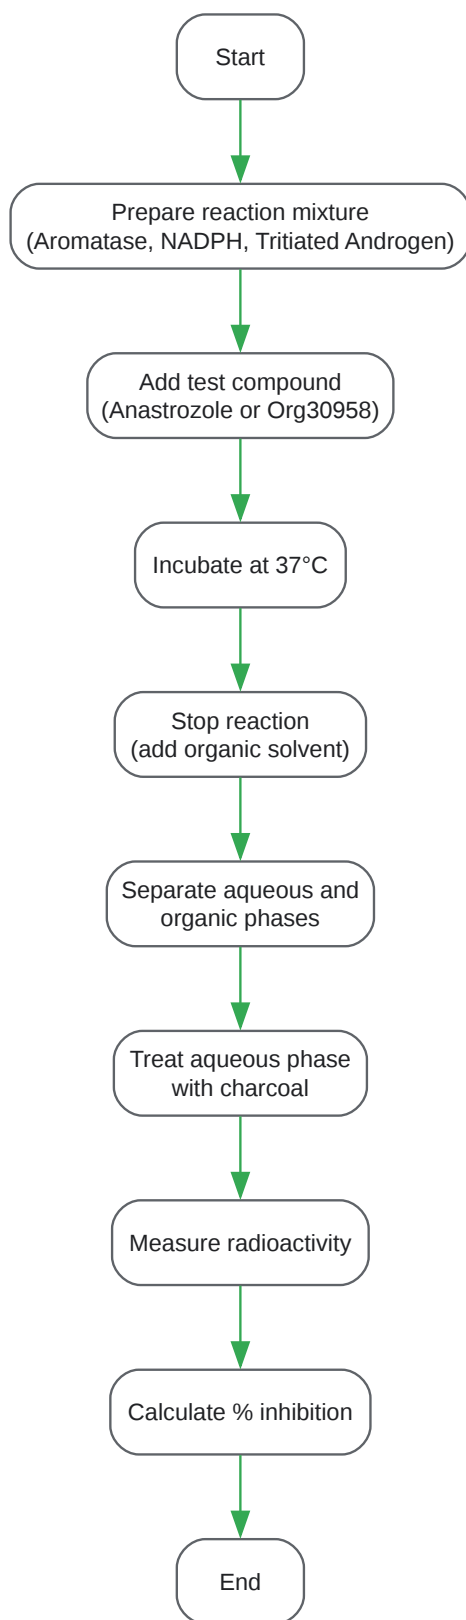 Start
Prepare reaction mixture
(Aromatase, NADPH, Tritiated Androgen)
Add test compound
(Anastrozole or Org30958)
Incubate at 37°C
Stop reaction
(add organic solvent)
Separate aqueous and
organic phases
Treat aqueous phase
with charcoal
Measure radioactivity
Calculate % inhibition
End